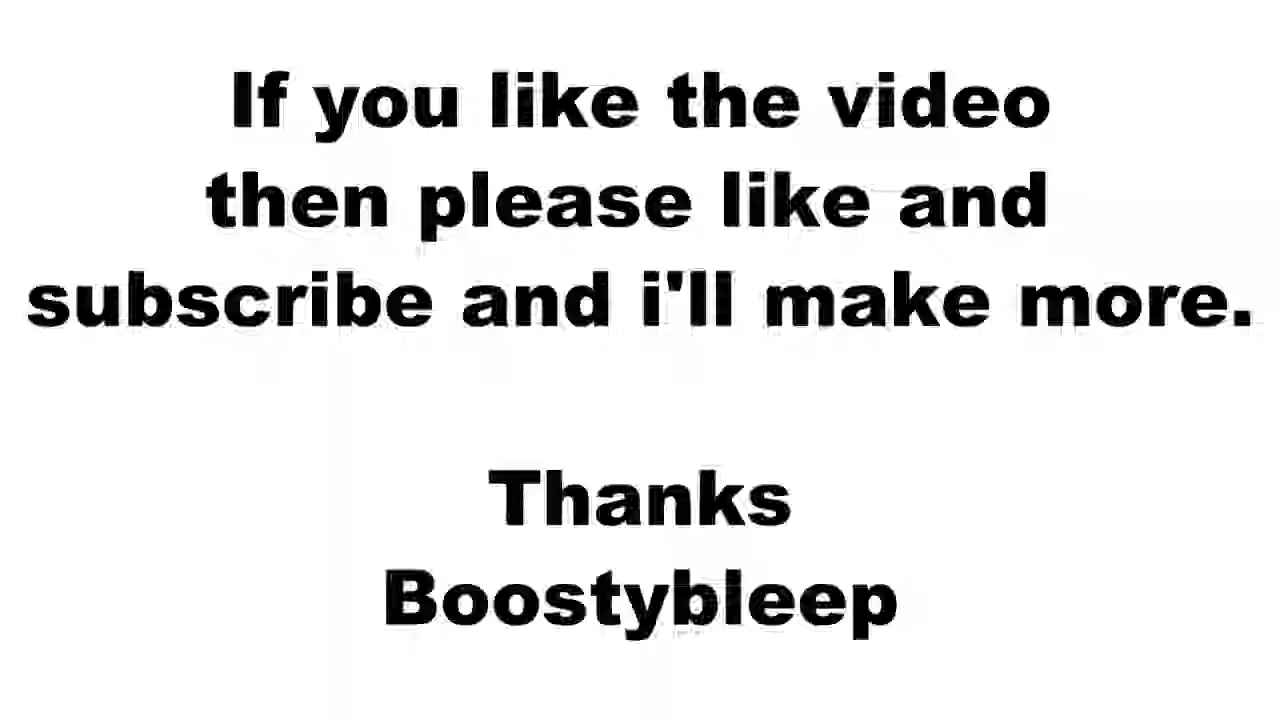 If you like the video
then please like and
subscribe and i'll make more.
Thanks
Boostybleep